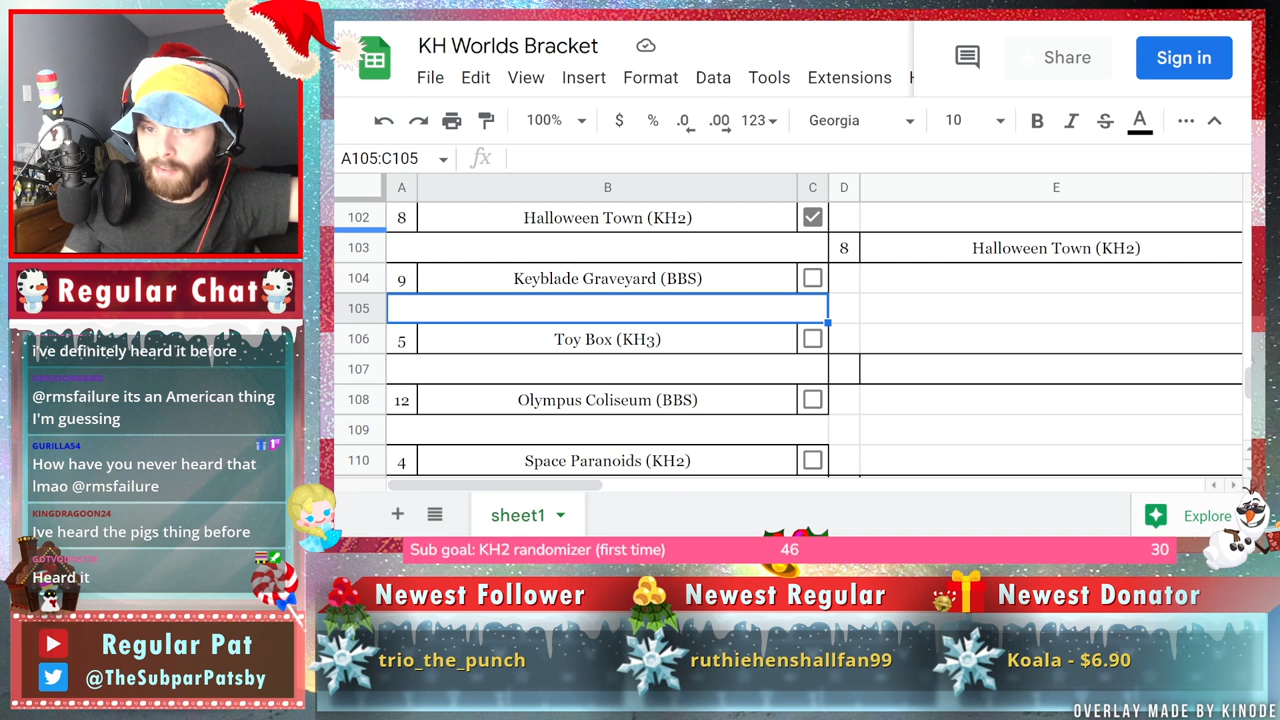 KH Worlds Bracket
File Edit View Insert Format Data Tools Extensions
Share
Sign in
100% $ % .0 .00 123 Georgia 10 B I S A
A105:C105 fx
A B C D E
102 8 Halloween Town (KH2)
103 8 Halloween Town (KH2)
104 9 Keyblade Graveyard (BBS)
105
106 5 Toy Box (KH3)
107
108 12 Olympus Coliseum (BBS)
109
110 4 Space Paranoids (KH2)
sheet1
Explore
Regular Chat
i've definitely heard it before
@rmsfailure its an American thing
I'm guessing
GURILLA54
How have you never heard that
lmao @rmsfailure
KINGDRAGOON24
Ive heard the pigs thing before
Heard it
Regular Pat
@TheSubparPatsby
Sub goal: KH2 randomizer (first time) 46 30
Newest Follower
trio_the_punch
Newest Regular
ruthiehenshallfan99
Newest Donator
Koala - $6.90
OVERLAY MADE BY KINODE